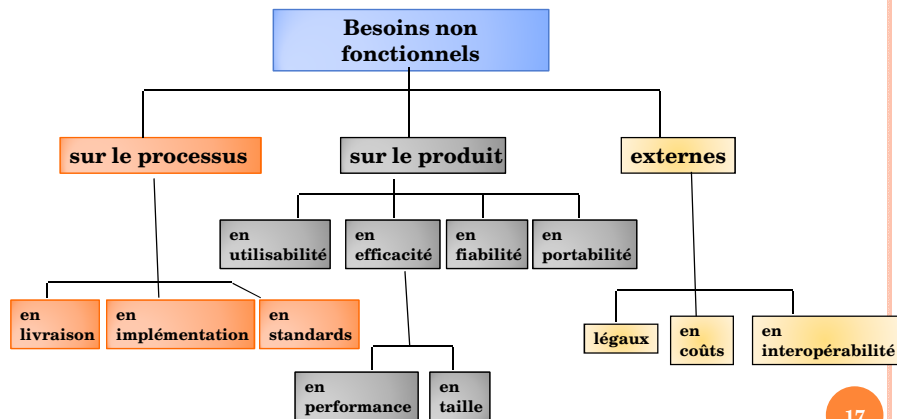 Besoins non
fonctionnels
sur le processus
sur le produit
externes
en
utilisabilité
en
efficacité
en
fiabilité
en
portabilité
en
livraison
en
implémentation
en
standards
légaux
en
coûts
en
interopérabilité
en
performance
en
taille
17